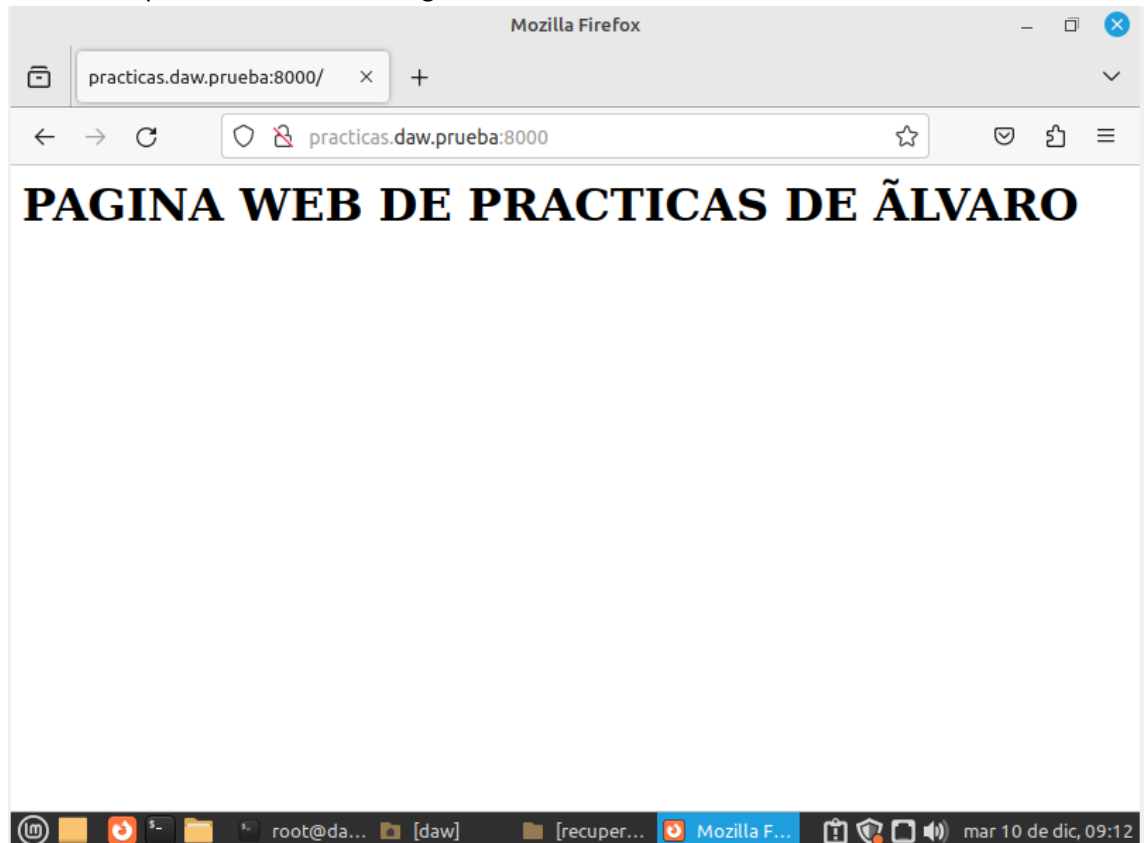 Mozilla Firefox
practicas.daw.prueba:8000/
practicas.daw.prueba:8000
PAGINA WEB DE PRACTICAS DE ÃLVARO
root@da... [daw] [recuper... Mozilla F... mar 10 de dic, 09:12